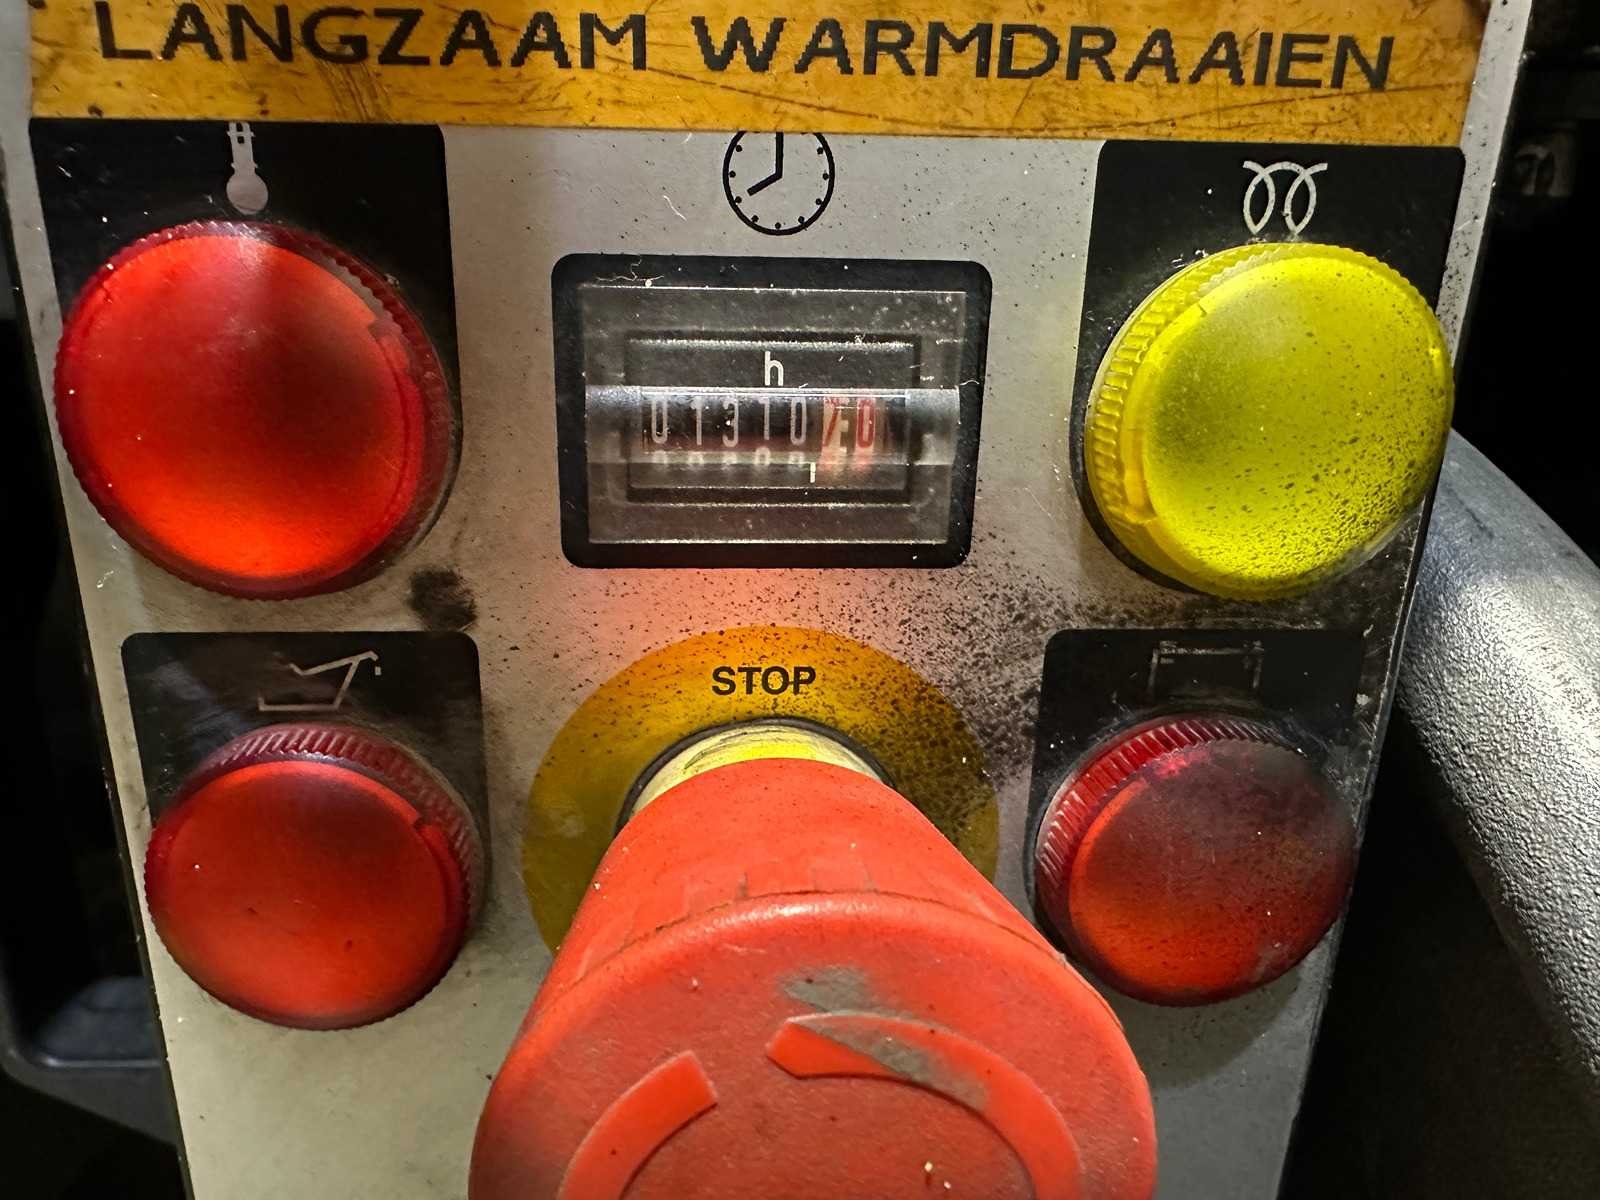 LANGZAAM WARMDRAAIEN
h
01310
STOP